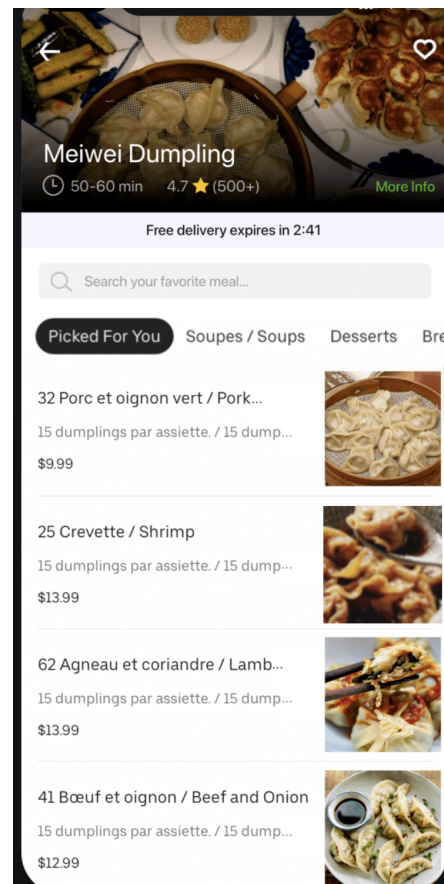 Meiwei Dumpling
50-60 min 4.7 (500+) More Info
Free delivery expires in 2:41
Search your favorite meal...
Picked For You Soupes / Soups Desserts Bre
32 Porc et oignon vert / Pork...
15 dumplings par assiette. / 15 dump...
$9.99
25 Crevette / Shrimp
15 dumplings par assiette. / 15 dump...
$13.99
62 Agneau et coriandre / Lamb...
15 dumplings par assiette. / 15 dump...
$13.99
41 Bœuf et oignon / Beef and Onion
15 dumplings par assiette. / 15 dump...
$12.99